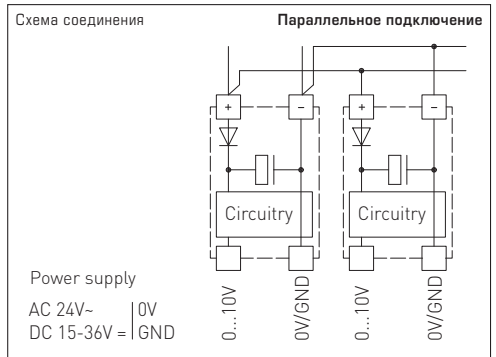 Схема соединения
Параллельное подключение
+ − + −
Circuitry
Circuitry
Power supply
AC 24V~ 0V
DC 15-36V = GND
0...10V
0V/GND
0...10V
0V/GND